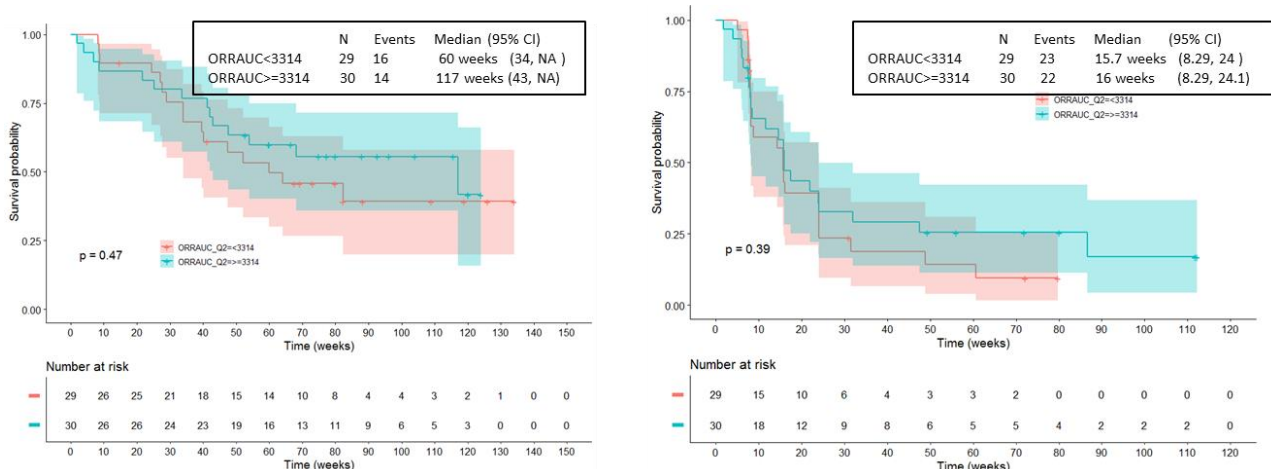 N Events Median (95% CI)
ORRAUC<3314 29 16 60 weeks (34, NA )
ORRAUC>=3314 30 14 117 weeks (43, NA)
Survival probability
1.00
0.75
0.50
0.25
0.00
ORRAUC_Q2=<3314
ORRAUC_Q2=>=3314
p = 0.47
0 10 20 30 40 50 60 70 80 90 100 110 120 130 140 150
Time (weeks)
Number at risk
29 26 25 21 18 15 14 10 8 4 4 3 2 1 0 0
30 26 26 24 23 19 16 13 11 9 6 5 3 0 0 0
0 10 20 30 40 50 60 70 80 90 100 110 120 130 140 150
Time (weeks)
N Events Median (95% CI)
ORRAUC<3314 29 23 15.7 weeks (8.29, 24 )
ORRAUC>=3314 30 22 16 weeks (8.29, 24.1)
ORRAUC_Q2=<3314
ORRAUC_Q2=>=3314
Survival probability
1.00
0.75
0.50
0.25
0.00
p = 0.39
0 10 20 30 40 50 60 70 80 90 100 110 120
Time (weeks)
Number at risk
29 15 10 6 4 3 3 2 0 0 0 0 0
30 18 12 9 8 6 5 5 4 2 2 2 0
0 10 20 30 40 50 60 70 80 90 100 110 120
Time (weeks)